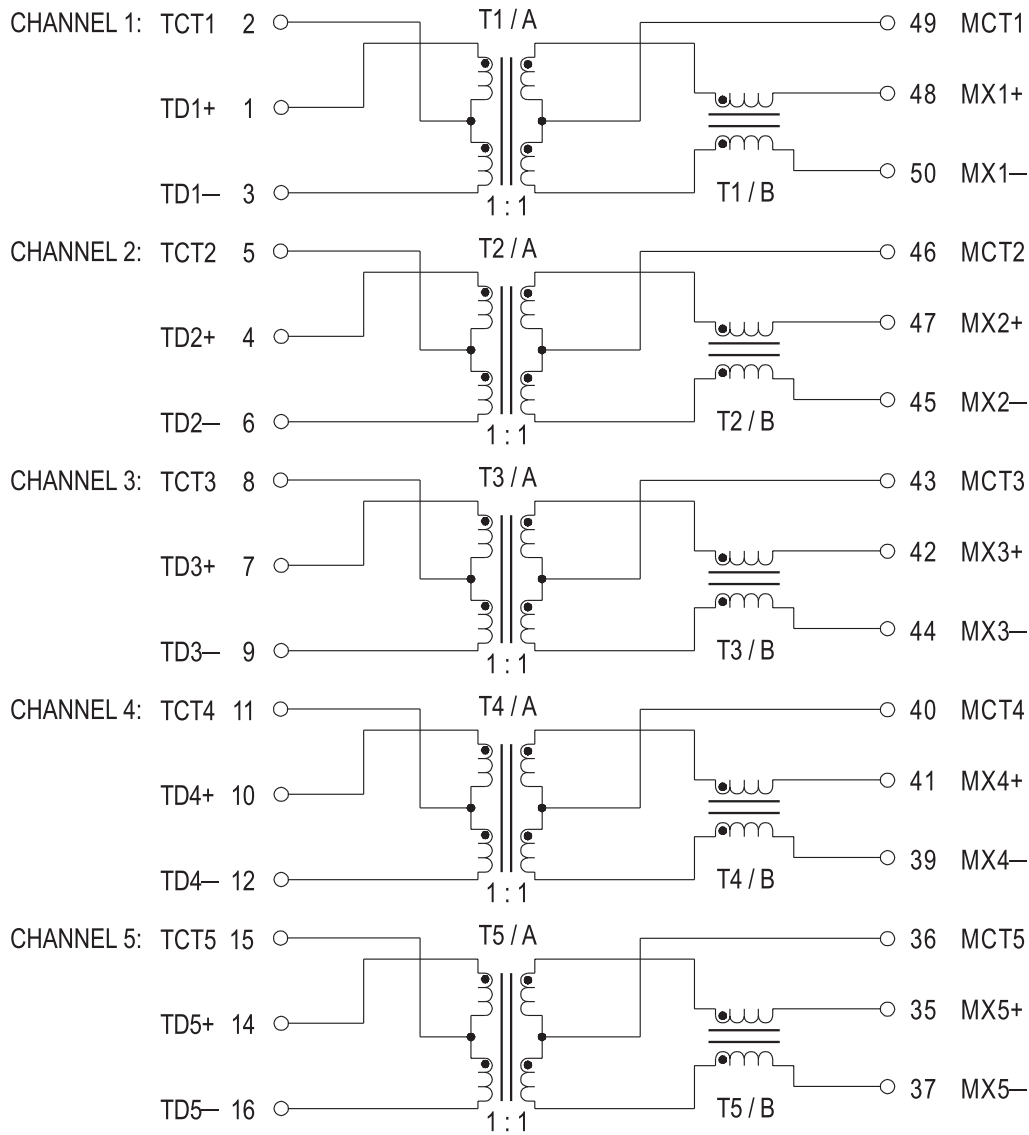 CHANNEL 1: TCT1 2 T1 / A 49 MCT1
TD1+ 1 48 MX1+
TD1— 3 50 MX1—
1 : 1 T1 / B
CHANNEL 2: TCT2 5 T2 / A 46 MCT2
TD2+ 4 47 MX2+
TD2— 6 45 MX2—
1 : 1 T2 / B
CHANNEL 3: TCT3 8 T3 / A 43 MCT3
TD3+ 7 42 MX3+
TD3— 9 44 MX3—
1 : 1 T3 / B
CHANNEL 4: TCT4 11 T4 / A 40 MCT4
TD4+ 10 41 MX4+
TD4— 12 39 MX4—
1 : 1 T4 / B
CHANNEL 5: TCT5 15 T5 / A 36 MCT5
TD5+ 14 35 MX5+
TD5— 16 37 MX5—
1 : 1 T5 / B